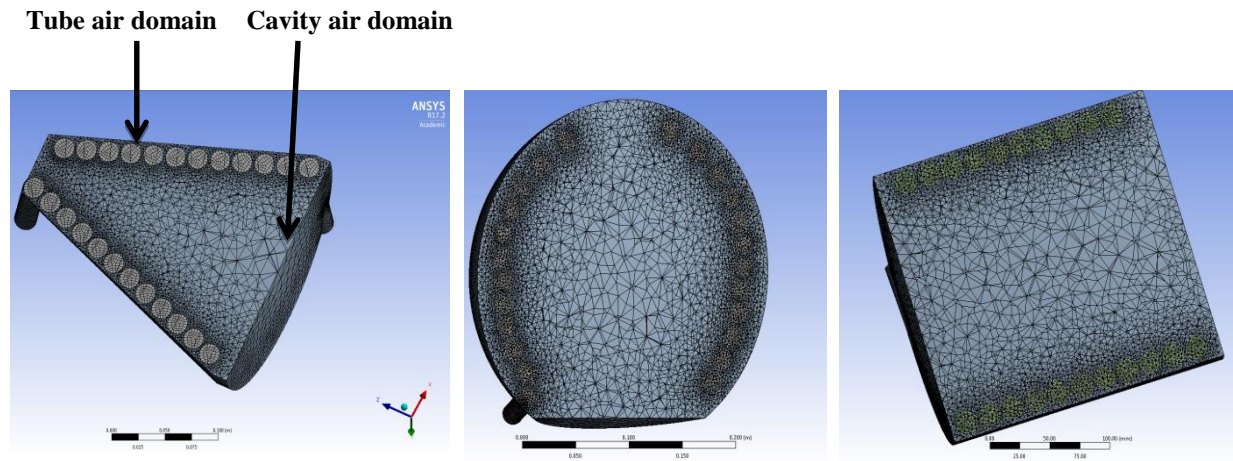 Tube air domain Cavity air domain
ANSYS
R17.2
Academic
X
Z
0.000 0.050 0.100 (m)
0.025 0.075
0.000 0.100 0.200 (m)
0.050 0.150
0.00 50.00 100.00 (mm)
25.00 75.00